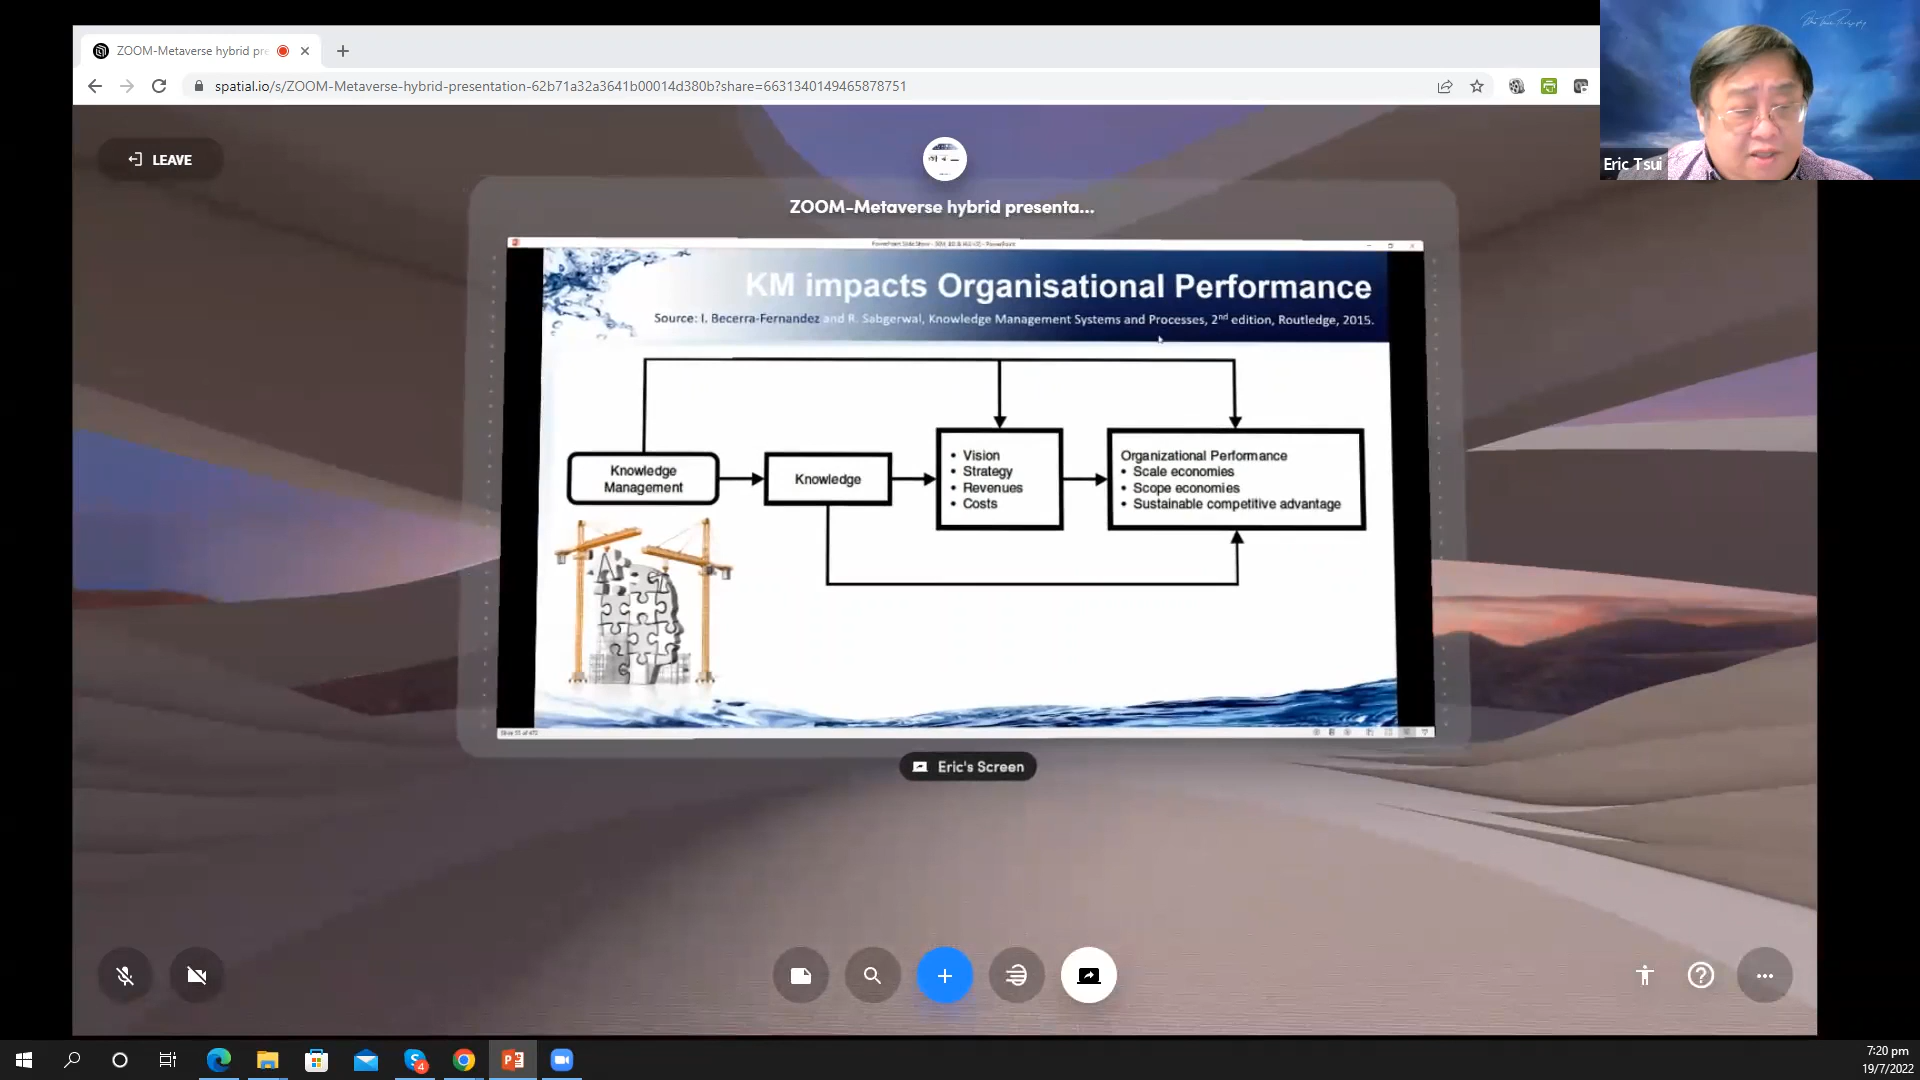 ZOOM-Metaverse hybrid pre
spatial.io/s/ZOOM-Metaverse-hybrid-presentation-62b71a32a3641b00014d380b?share=6631340149465878751
Eric Tsui
LEAVE
ZOOM-Metaverse hybrid presenta...
KM impacts Organisational Performance
Source: I. Becerra-Fernandez and R. Sabgerwal, Knowledge Management Systems and Processes, 2nd edition, Routledge, 2015.
Knowledge
Management
Knowledge
• Vision
• Strategy
• Revenues
• Costs
Organizational Performance
• Scale economies
• Scope economies
• Sustainable competitive advantage
Eric's Screen
4
7:20 pm
19/7/2022